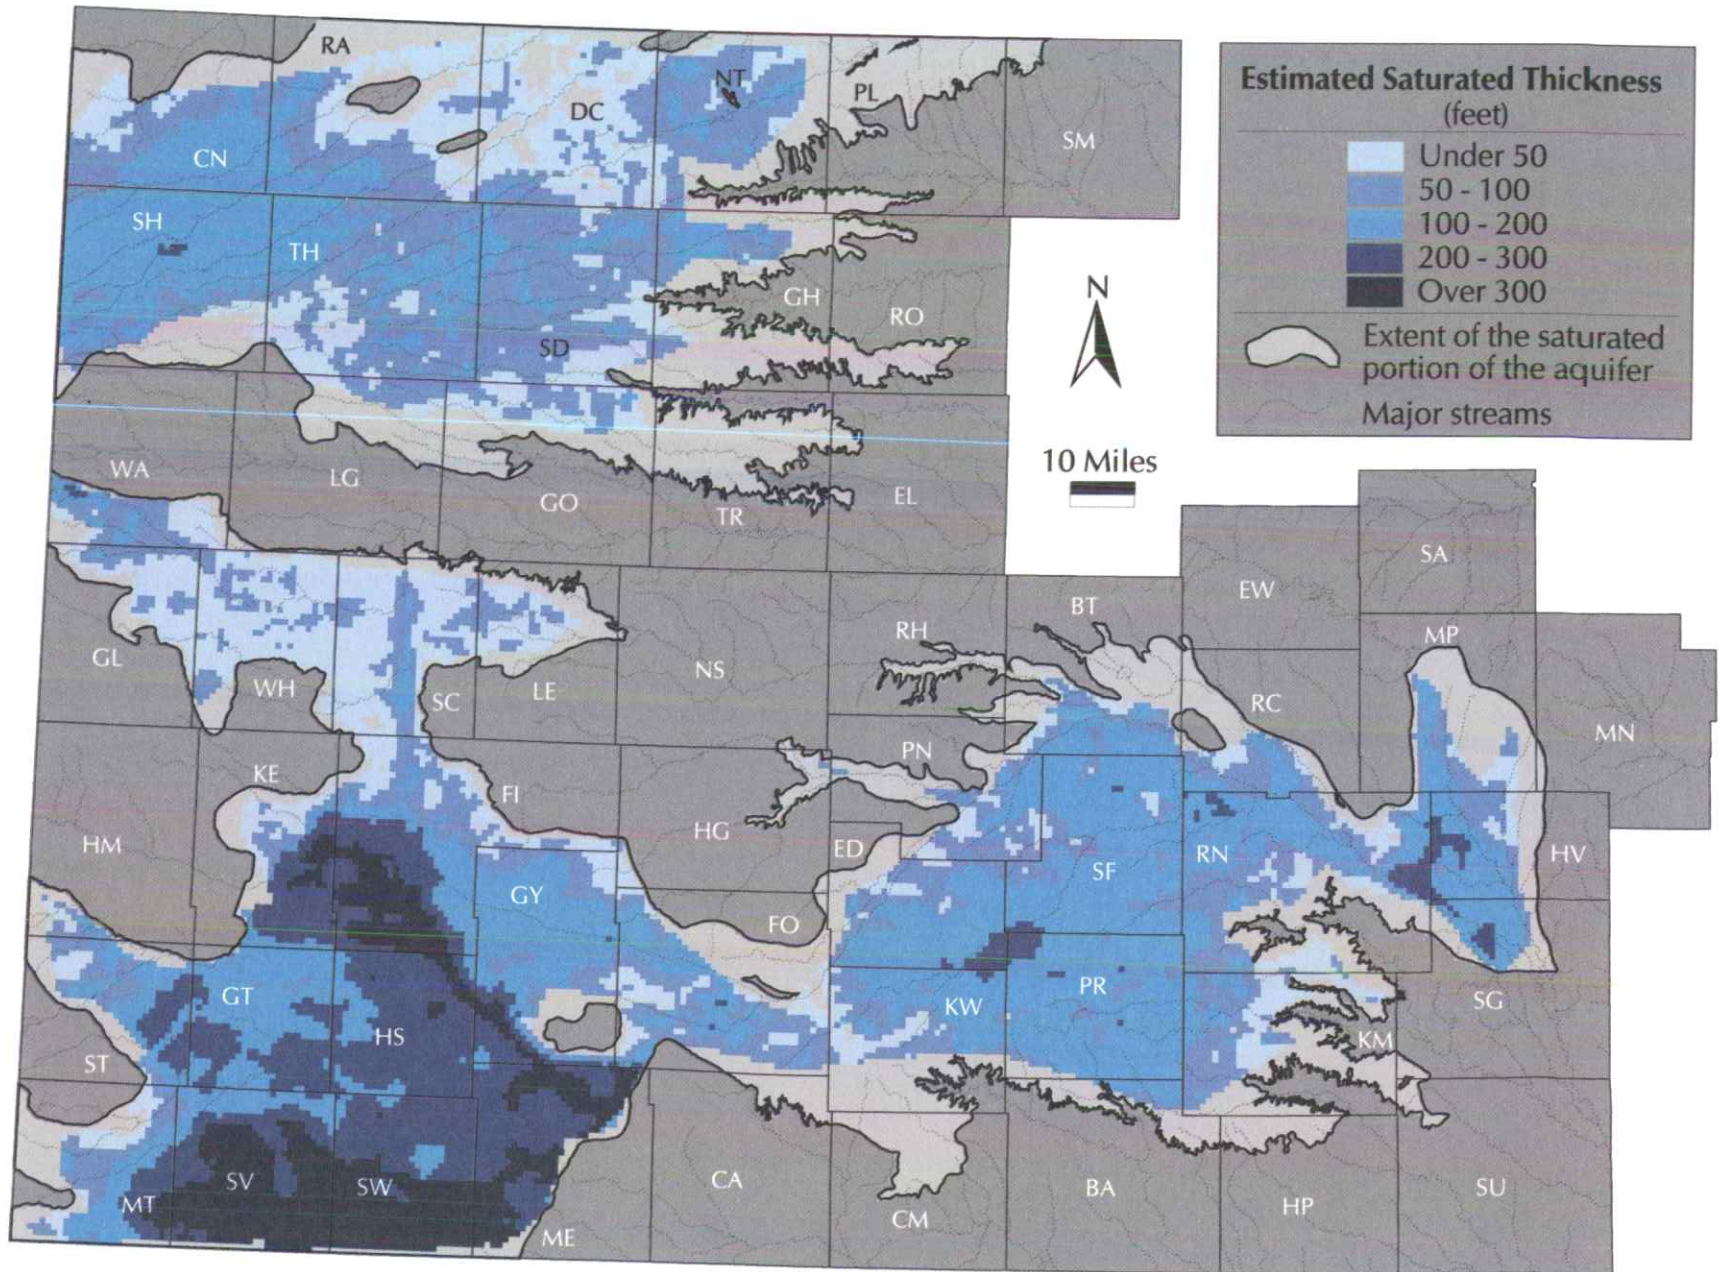 RA
NT
DC
PL
CN
SM
Estimated Saturated Thickness
(feet)
Under 50
50 - 100
100 - 200
200 - 300
Over 300
Extent of the saturated
portion of the aquifer
Major streams
SH
TH
GH
RO
SD
N
10 Miles
WA
LG
GO
TR
EL
SA
EW
BT
RH
MP
GL
WH
SC
LE
NS
RC
MN
PN
KE
FI
HG
HM
ED
RN
HV
SF
GY
FO
GT
HS
KW
PR
SG
ST
KM
MT
SV
SW
ME
CA
CM
BA
HP
SU